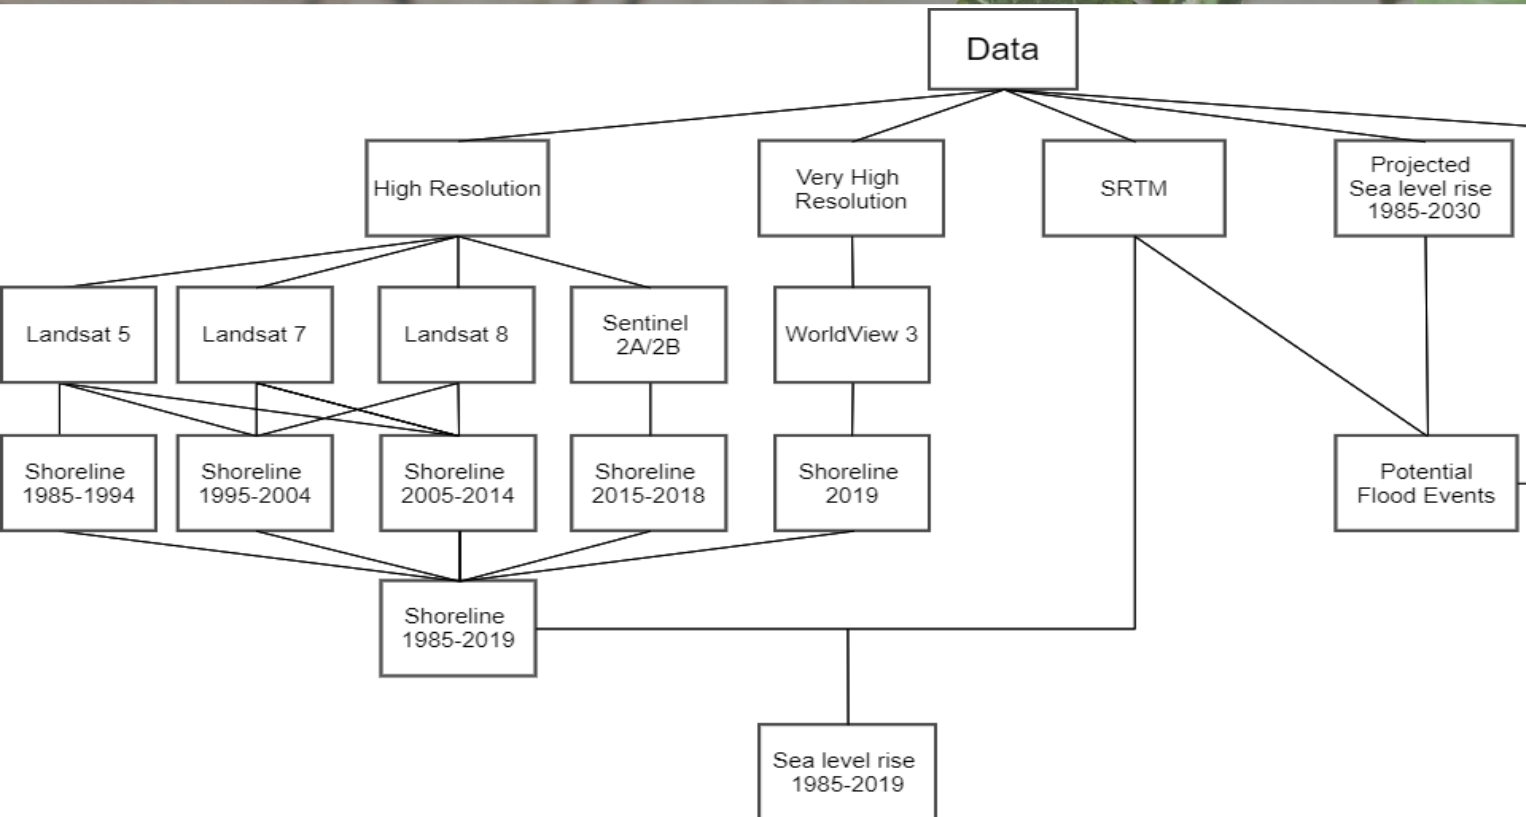 Data
High Resolution
Very High
Resolution
SRTM
Projected
Sea level rise
1985-2030
Landsat 5
Landsat 7
Landsat 8
Sentinel
2A/2B
WorldView 3
Shoreline
1985-1994
Shoreline
1995-2004
Shoreline
2005-2014
Shoreline
2015-2018
Shoreline
2019
Potential
Flood Events
Shoreline
1985-2019
Sea level rise
1985-2019